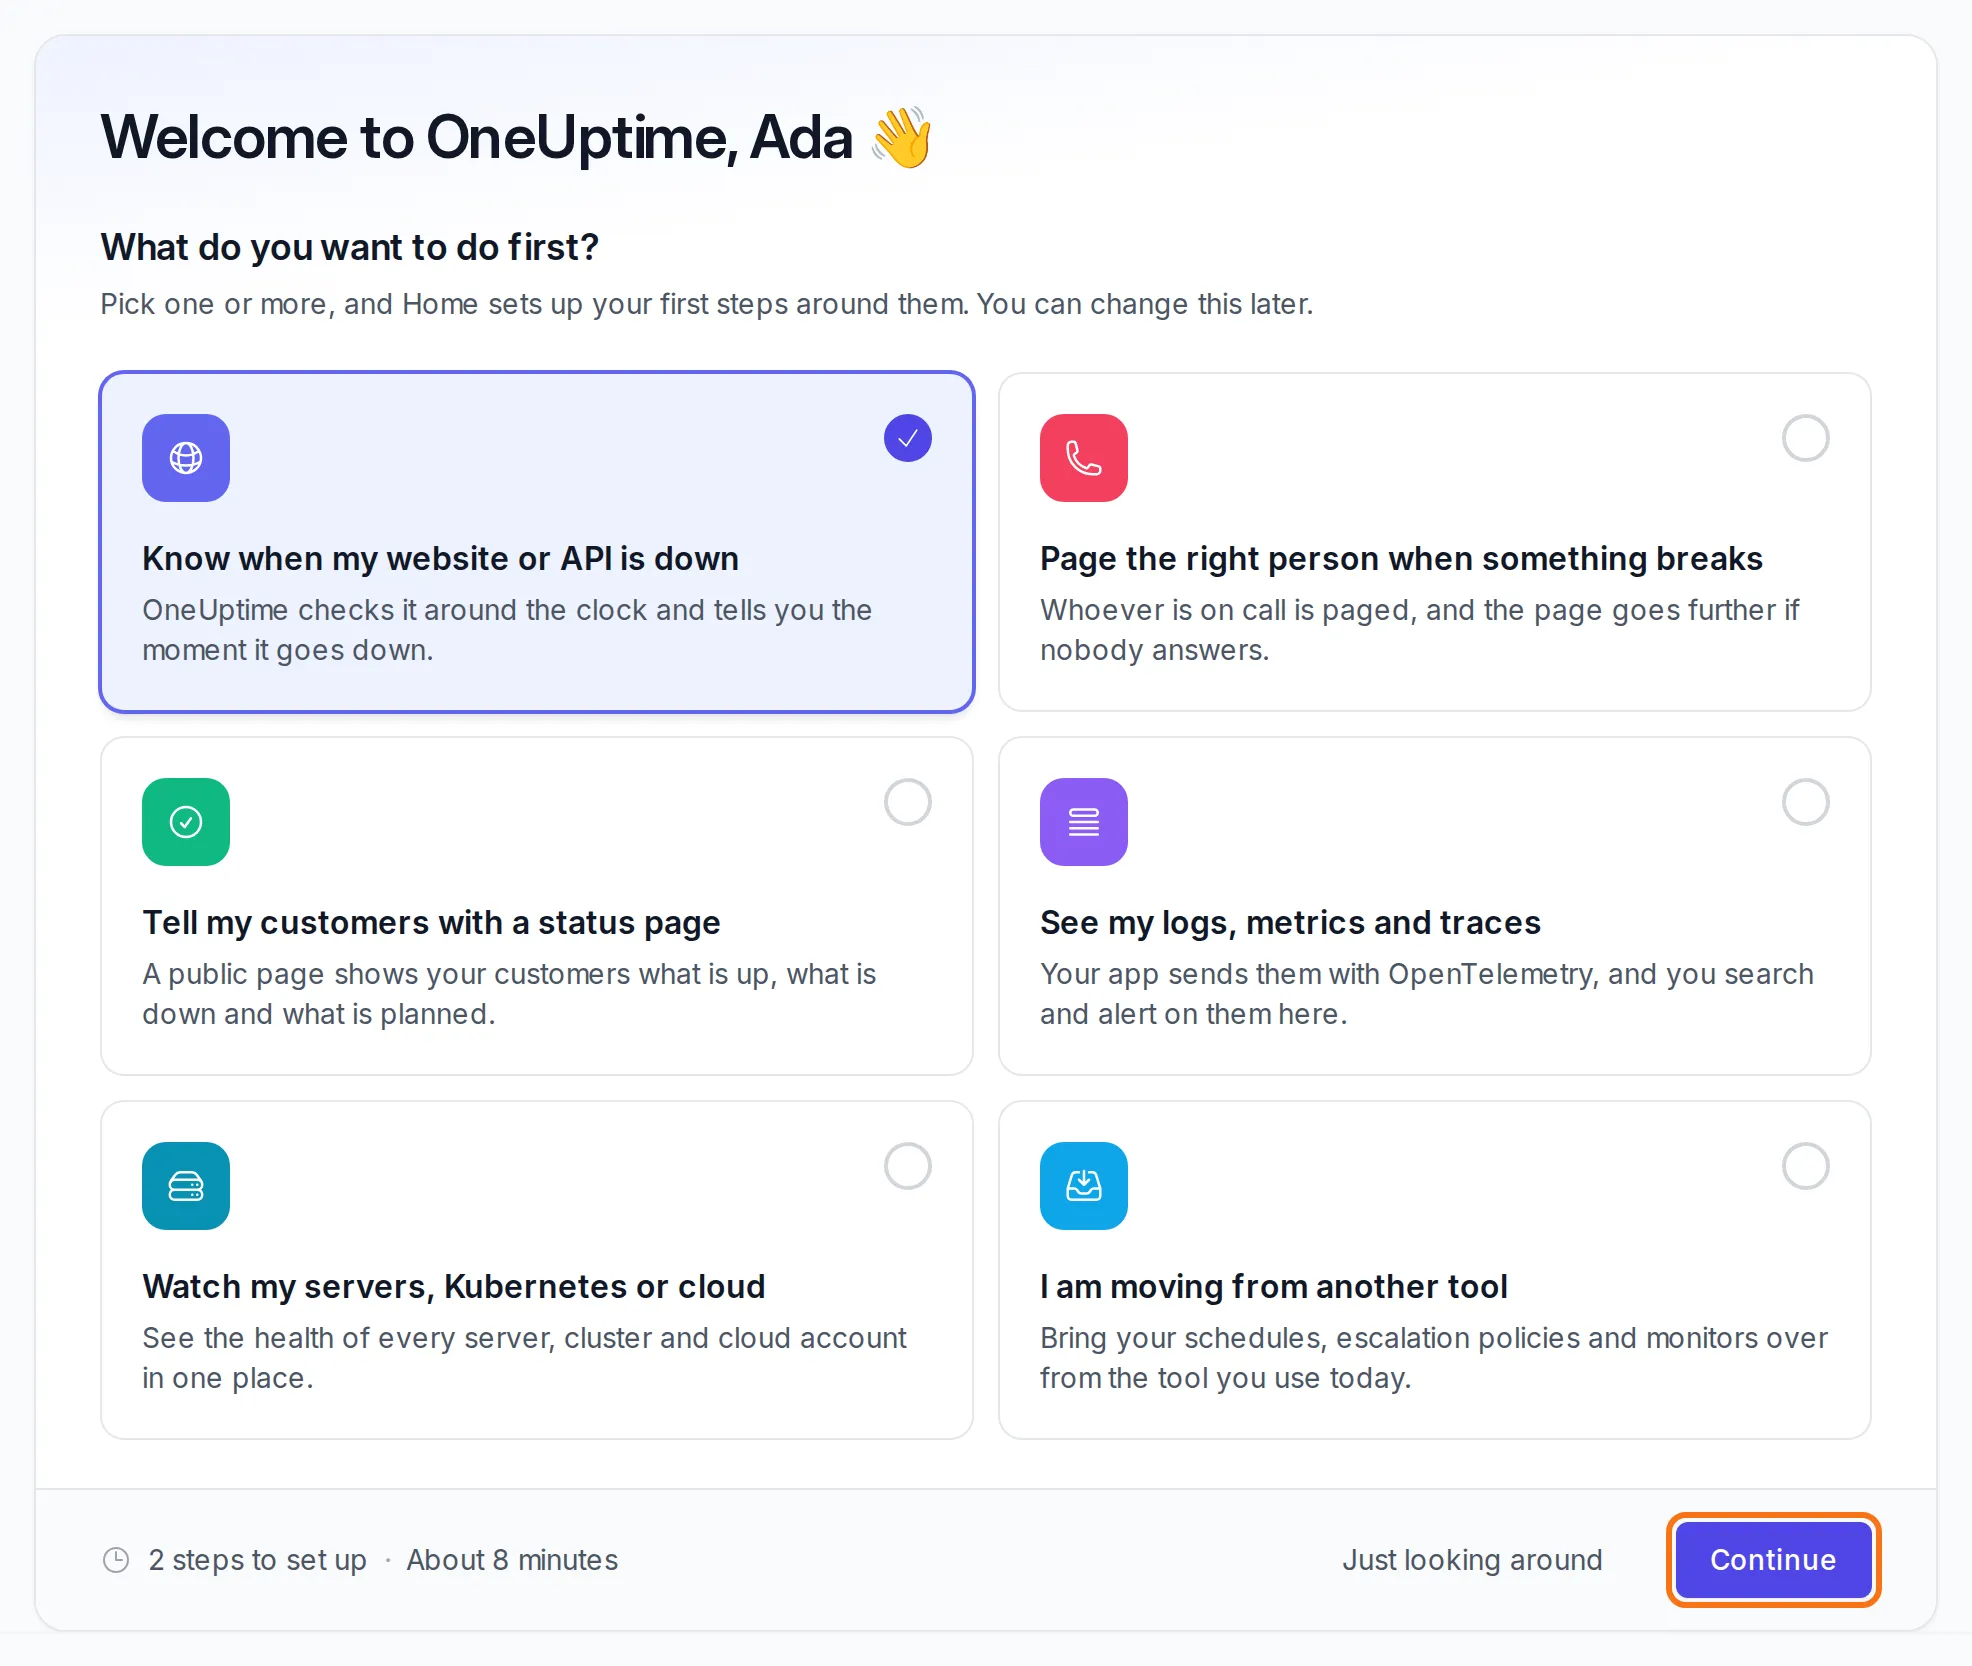 Welcome to OneUptime, Ada 👋
What do you want to do first?
Pick one or more, and Home sets up your first steps around them. You can change this later.
Know when my website or API is down
OneUptime checks it around the clock and tells you the
moment it goes down.
Page the right person when something breaks
Whoever is on call is paged, and the page goes further if
nobody answers.
Tell my customers with a status page
A public page shows your customers what is up, what is
down and what is planned.
See my logs, metrics and traces
Your app sends them with OpenTelemetry, and you search
and alert on them here.
Watch my servers, Kubernetes or cloud
See the health of every server, cluster and cloud account
in one place.
I am moving from another tool
Bring your schedules, escalation policies and monitors over
from the tool you use today.
2 steps to set up · About 8 minutes
Just looking around
Continue